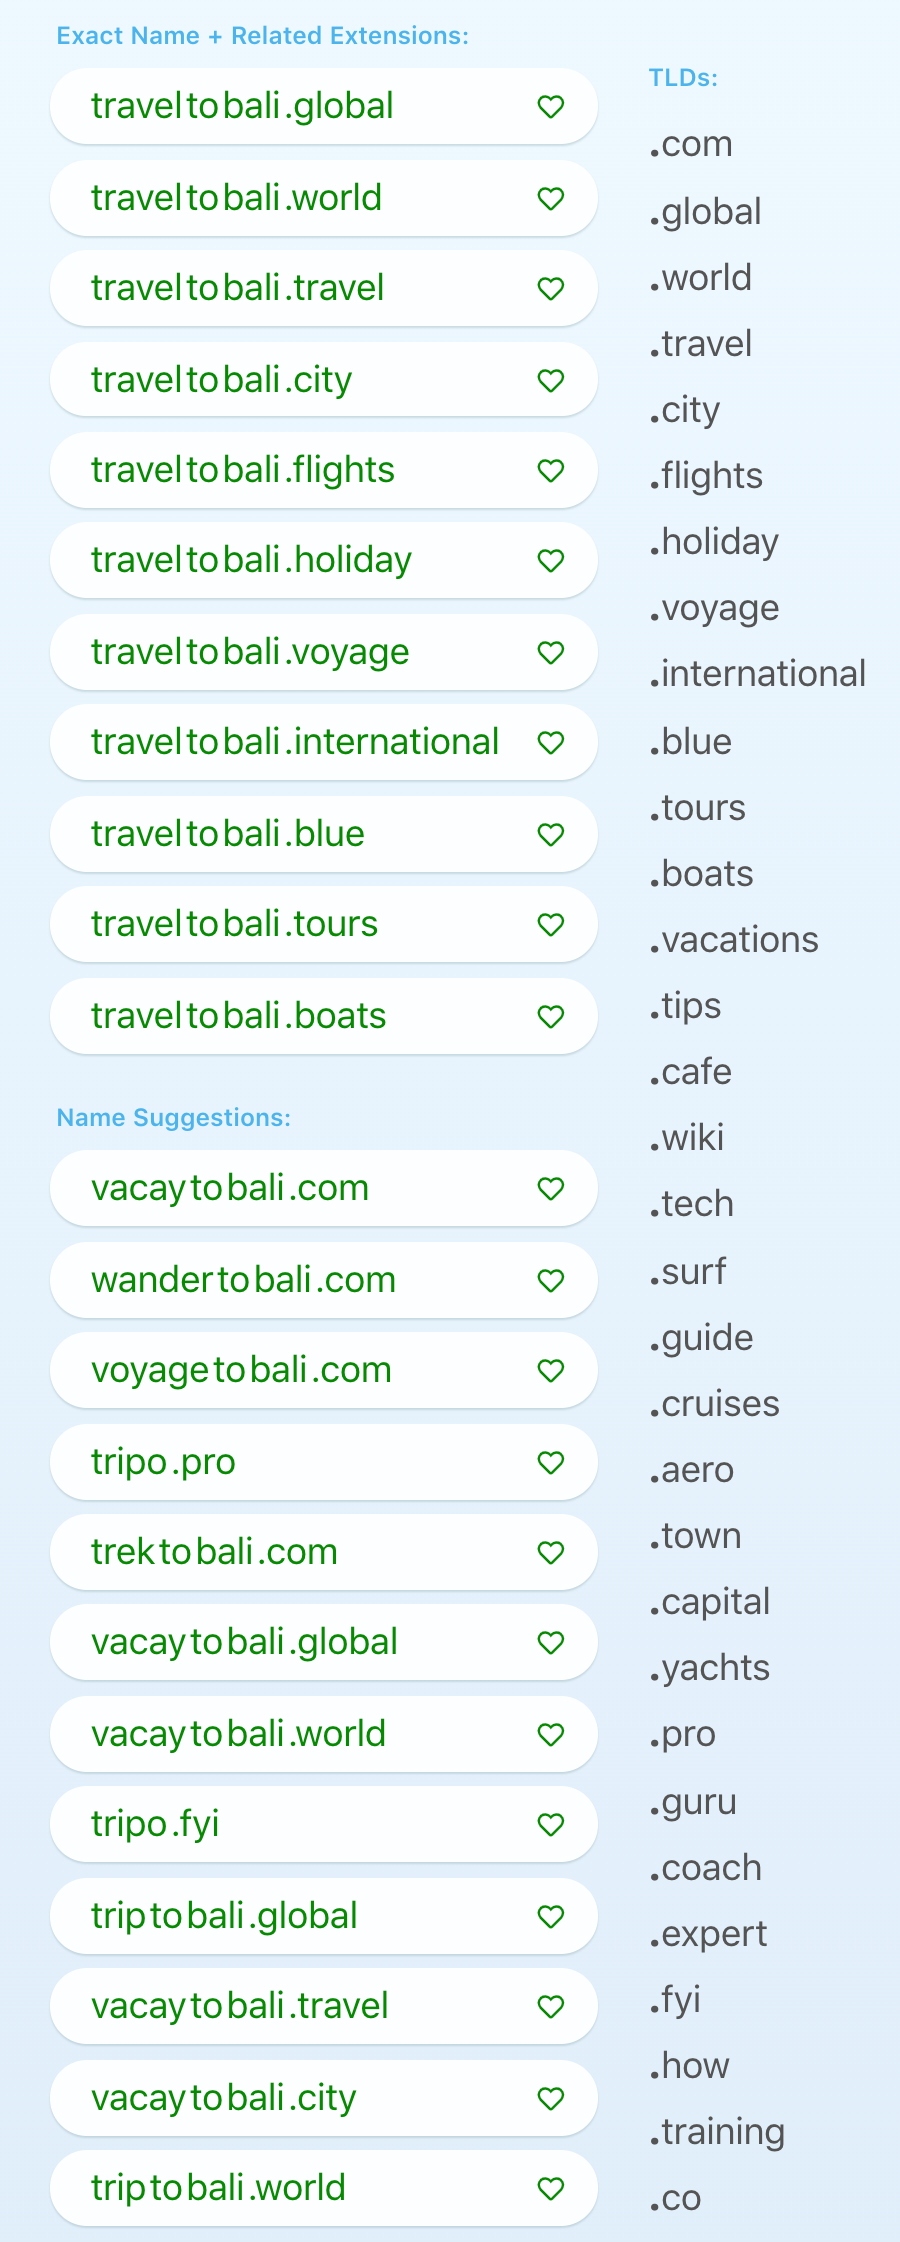 Exact Name + Related Extensions:
traveltobali.global
traveltobali.world
traveltobali.travel
traveltobali.city
traveltobali.flights
traveltobali.holiday
traveltobali.voyage
traveltobali.international
traveltobali.blue
traveltobali.tours
traveltobali.boats
Name Suggestions:
vacaytobali.com
wandertobali.com
voyagetobali.com
tripo.pro
trektobali.com
vacaytobali.global
vacaytobali.world
tripo.fyi
triptobali.global
vacaytobali.travel
vacaytobali.city
triptobali.world
TLDs:
.com
.global
.world
.travel
.city
.flights
.holiday
.voyage
.international
.blue
.tours
.boats
.vacations
.tips
.cafe
.wiki
.tech
.surf
.guide
.cruises
.aero
.town
.capital
.yachts
.pro
.guru
.coach
.expert
.fyi
.how
.training
.co